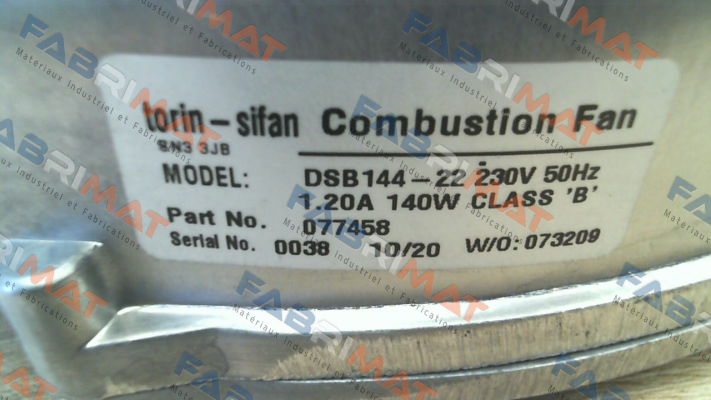 torin-sifan Combustion Fan
SN3 3JB
MODEL: DSB144-22 230V 50Hz
1.20A 140W CLASS 'B'
Part No. 077458
Serial No. 0038 10/20 W/O: 073209
FABRIMAT
Materiaux Industriel et Fabrications